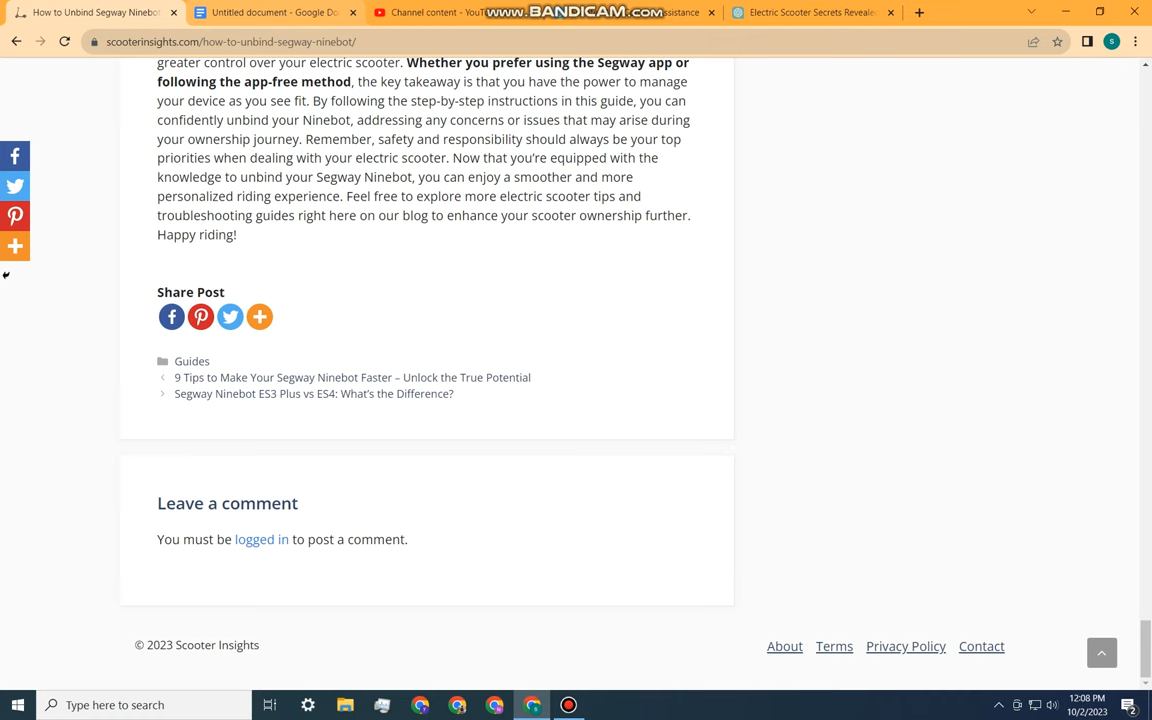 How to Unbind Segway Ninebot
Untitled document - Google Do
Channel content - YouT
www.BANDICAM.com
ssistance
Electric Scooter Secrets Reveale
scooterinsights.com/how-to-unbind-segway-ninebot/
S
greater control over your electric scooter. Whether you prefer using the Segway app or
following the app-free method, the key takeaway is that you have the power to manage
your device as you see fit. By following the step-by-step instructions in this guide, you can
confidently unbind your Ninebot, addressing any concerns or issues that may arise during
your ownership journey. Remember, safety and responsibility should always be your top
priorities when dealing with your electric scooter. Now that you're equipped with the
knowledge to unbind your Segway Ninebot, you can enjoy a smoother and more
personalized riding experience. Feel free to explore more electric scooter tips and
troubleshooting guides right here on our blog to enhance your scooter ownership further.
Happy riding!
Share Post
Guides
9 Tips to Make Your Segway Ninebot Faster – Unlock the True Potential
Segway Ninebot ES3 Plus vs ES4: What's the Difference?
Leave a comment
You must be logged in to post a comment.
© 2023 Scooter Insights
About Terms Privacy Policy Contact
Type here to search
12:08 PM
10/2/2023
2